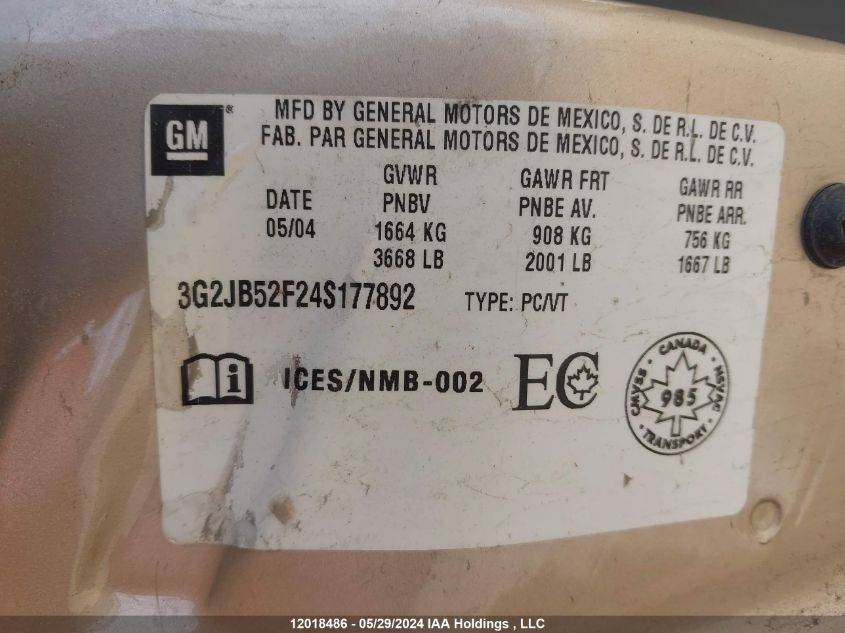 GM ®
MFD BY GENERAL MOTORS DE MEXICO, S. DE R.L. DE C.V.
FAB. PAR GENERAL MOTORS DE MEXICO, S. DE R.L. DE C.V.
DATE GVWR GAWR FRT GAWR RR
PNBV PNBE AV. PNBE ARR.
05/04 1664 KG 908 KG 756 KG
3668 LB 2001 LB 1667 LB
3G2JB52F24S177892 TYPE: PC/VT
i ICES/NMB-002 EC
CANADA
CMVSS 985 NSVAC
TRANSPORT
12018486 - 05/29/2024 IAA Holdings , LLC